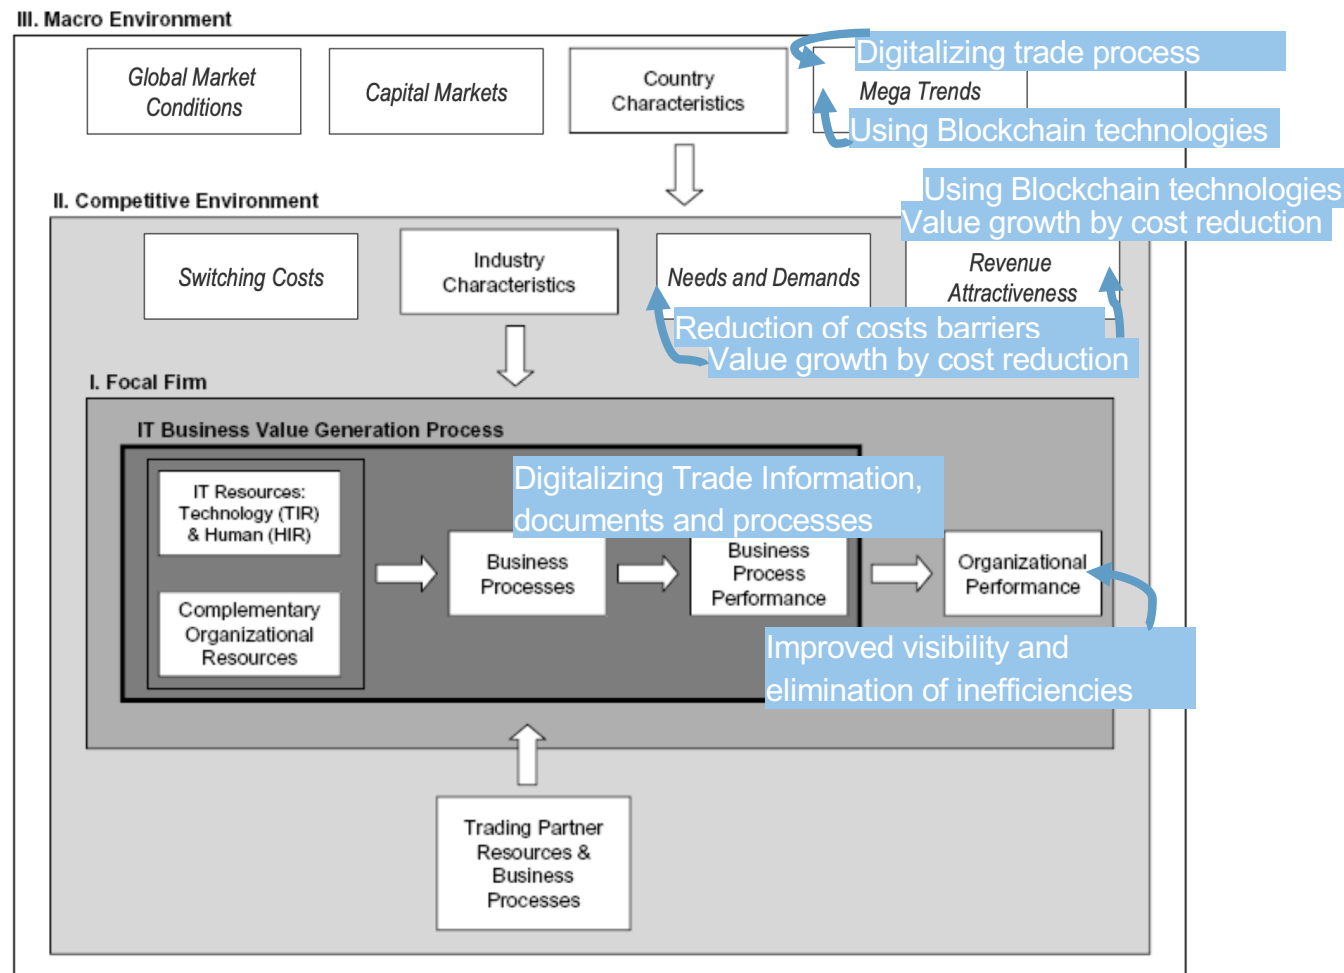 III. Macro Environment
Global Market
Conditions
Capital Markets
Country
Characteristics
Digitalizing trade process
Mega Trends
Using Blockchain technologies
II. Competitive Environment
Using Blockchain technologies
Value growth by cost reduction
Switching Costs
Industry
Characteristics
Needs and Demands
Revenue
Attractiveness
Reduction of costs barriers
Value growth by cost reduction
I. Focal Firm
IT Business Value Generation Process
IT Resources:
Technology (TIR)
& Human (HIR)
Complementary
Organizational
Resources
Digitalizing Trade Information,
documents and processes
Business
Processes
Business
Process
Performance
Organizational
Performance
Improved visibility and
elimination of inefficiencies
Trading Partner
Resources &
Business
Processes